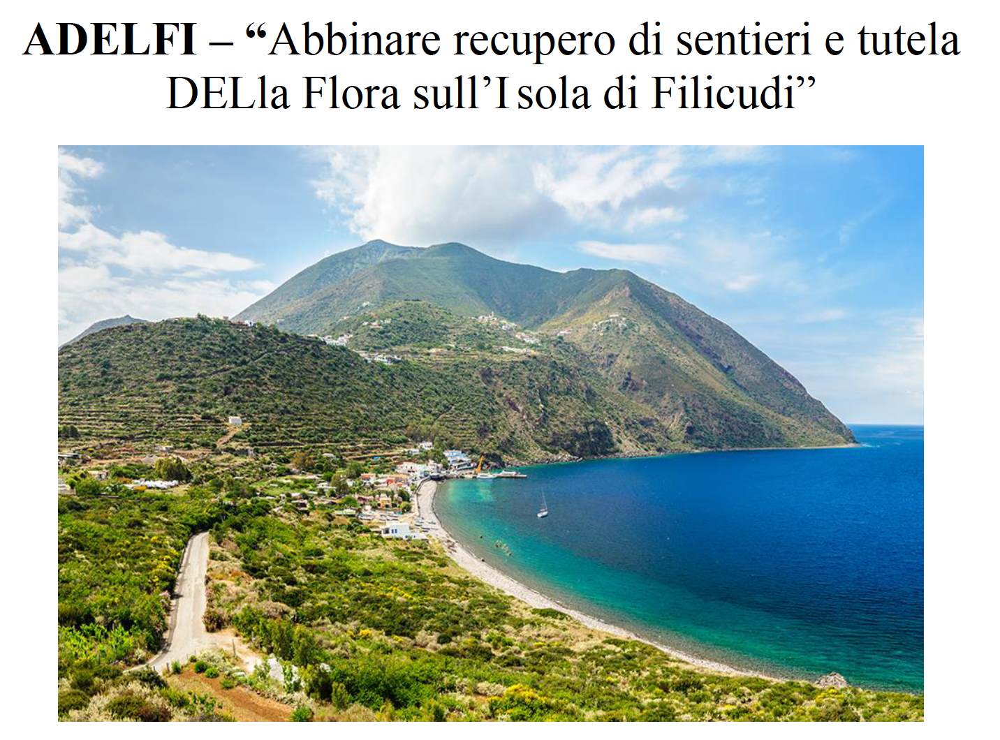 ADELFI – “Abbinare recupero di sentieri e tutela
DELla Flora sull’Isola di Filicudi”